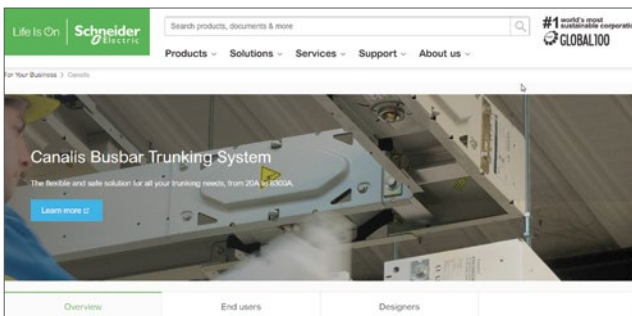 Life Is On
Schneider
Electric
Search products, documents & more
#1 world's most
sustainable corporation
GLOBAL100
Products
Solutions
Services
Support
About us
For Your Business > Canalis
Canalis Busbar Trunking System
The flexible and safe solution for all your trunking needs, from 20A to 6300A.
Learn more
Overview
End users
Designers